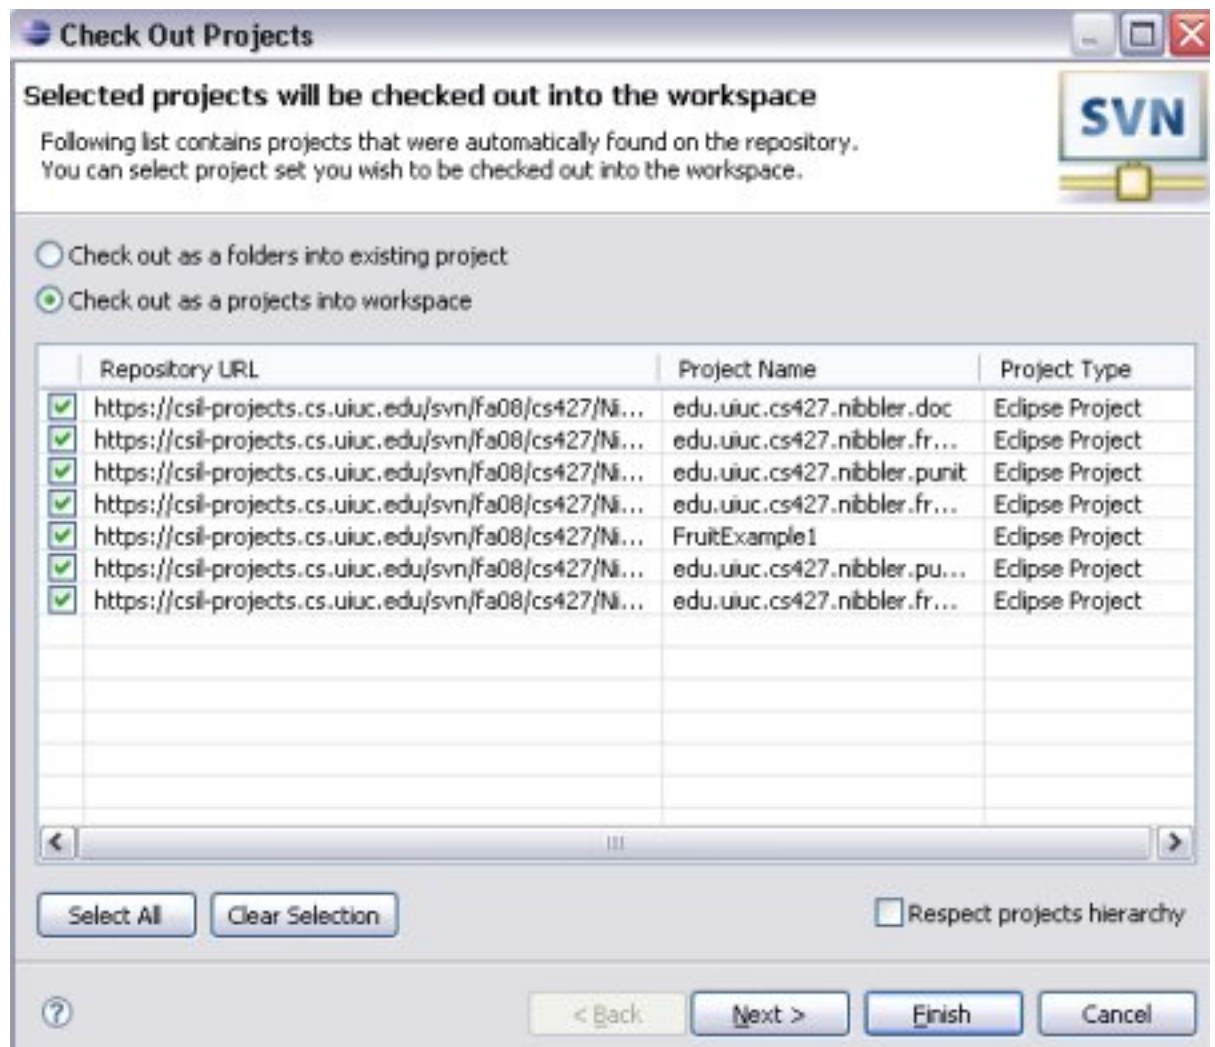 Check Out Projects
Selected projects will be checked out into the workspace
SVN
Following list contains projects that were automatically found on the repository.
You can select project set you wish to be checked out into the workspace.
Check out as a folders into existing project
Check out as a projects into workspace
Repository URL Project Name Project Type
https://csil-projects.cs.uiuc.edu/svn/fa08/cs427/Ni... edu.uiuc.cs427.nibbler.doc Eclipse Project
https://csil-projects.cs.uiuc.edu/svn/fa08/cs427/Ni... edu.uiuc.cs427.nibbler.fr... Eclipse Project
https://csil-projects.cs.uiuc.edu/svn/fa08/cs427/Ni... edu.uiuc.cs427.nibbler.punit Eclipse Project
https://csil-projects.cs.uiuc.edu/svn/fa08/cs427/Ni... edu.uiuc.cs427.nibbler.fr... Eclipse Project
https://csil-projects.cs.uiuc.edu/svn/fa08/cs427/Ni... FruitExample1 Eclipse Project
https://csil-projects.cs.uiuc.edu/svn/fa08/cs427/Ni... edu.uiuc.cs427.nibbler.pu... Eclipse Project
https://csil-projects.cs.uiuc.edu/svn/fa08/cs427/Ni... edu.uiuc.cs427.nibbler.fr... Eclipse Project
Select All Clear Selection Respect projects hierarchy
? < Back Next > Finish Cancel